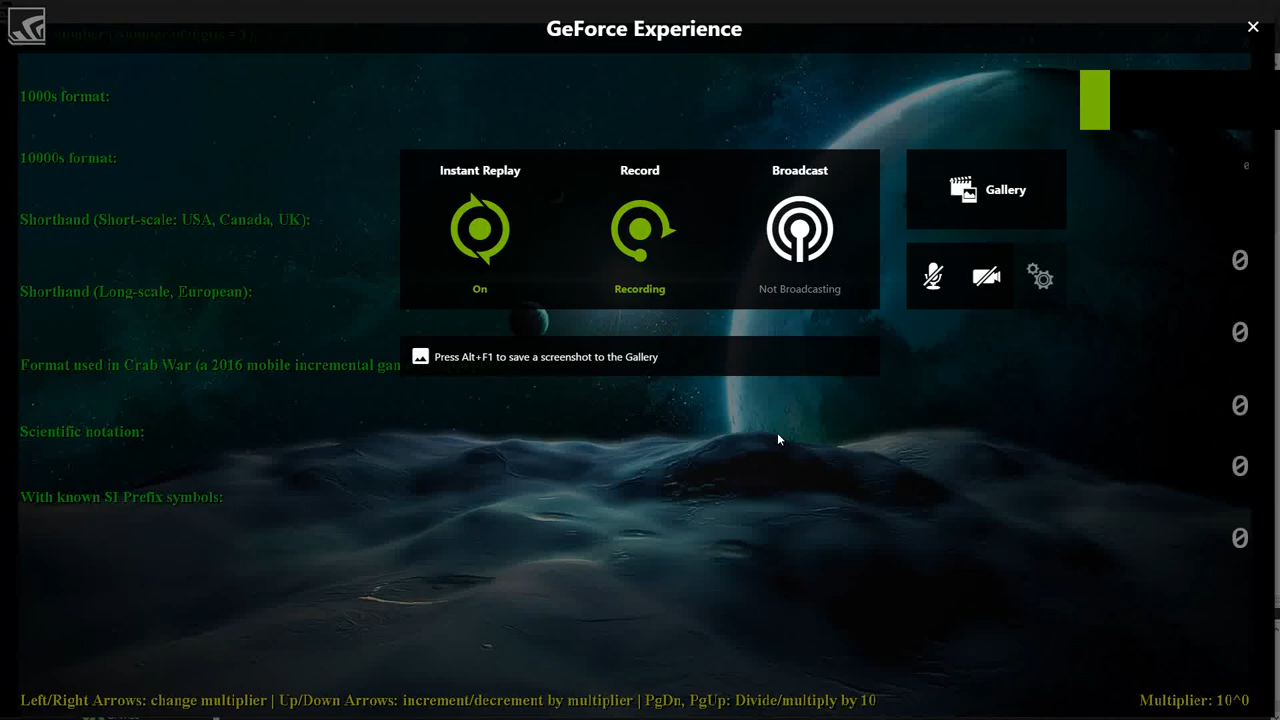 GeForce Experience
1000s format:
10000s format:
0
Instant Replay
Record
Broadcast
Gallery
Shorthand (Short-scale: USA, Canada, UK):
0
On
Recording
Not Broadcasting
Shorthand (Long-scale, European):
0
Press Alt+F1 to save a screenshot to the Gallery
Format used in Crab War (a 2016 mobile incremental
0
Scientific notation:
0
With known SI Prefix symbols:
0
Left/Right Arrows: change multiplier | Up/Down Arrows: increment/decrement by multiplier | PgDn, PgUp: Divide/multiply by 10
Multiplier: 10^0